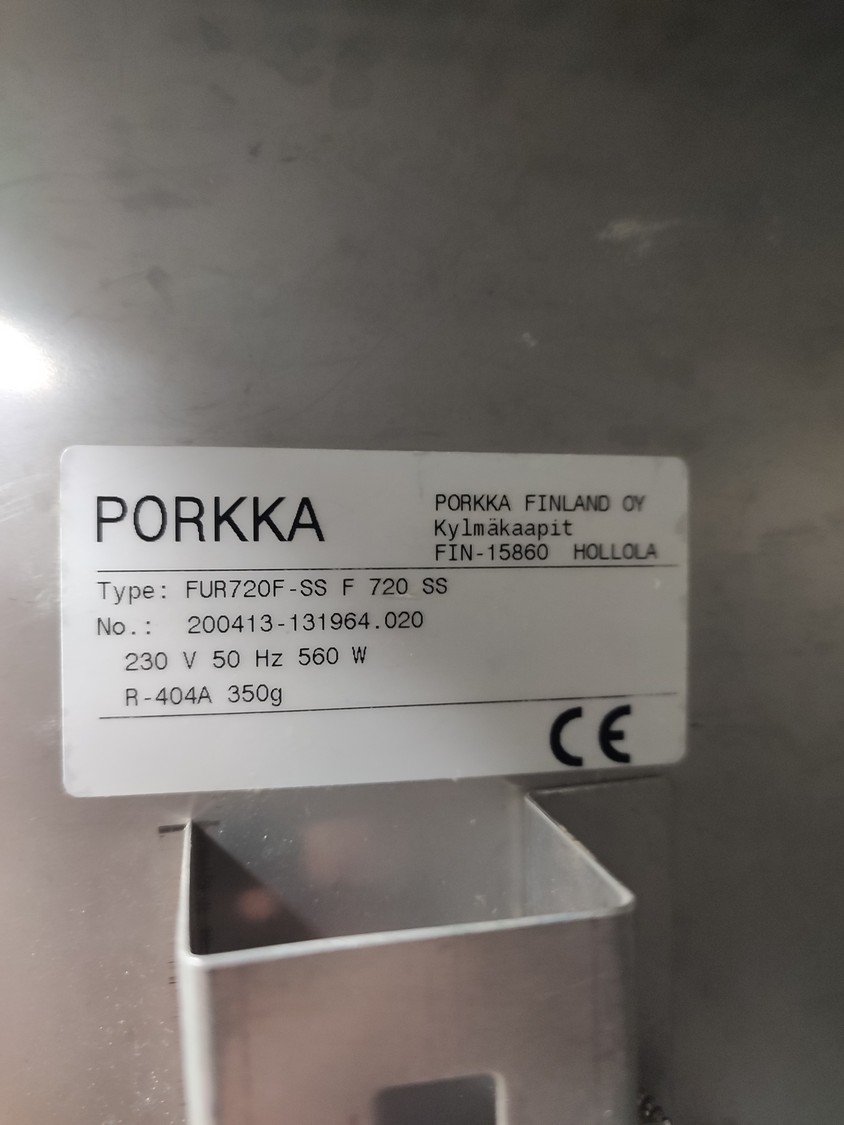 PORKKA
PORKKA FINLAND OY
Kylmäkaapit
FIN-15860 HOLLOLA
Type: FUR720F-SS F 720 SS
No.: 200413-131964.020
230 V 50 Hz 560 W
R-404A 350g
CE